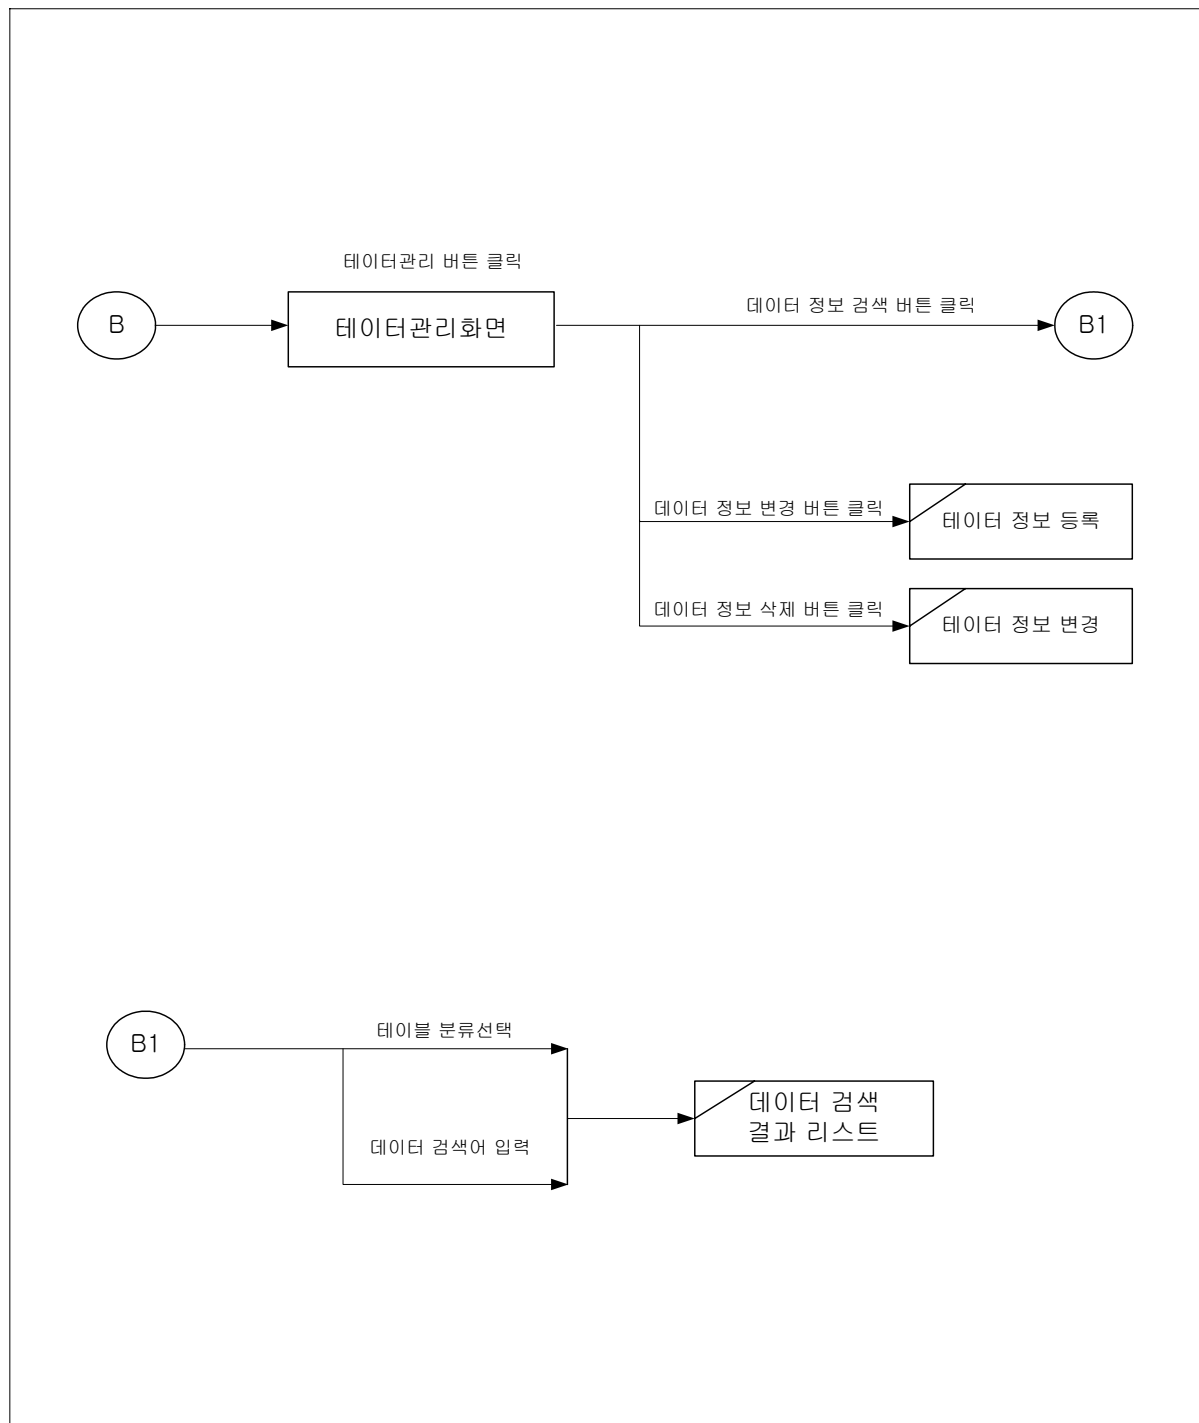 테이터관리 버튼 클릭
B
테이터관리화면
데이터 정보 검색 버튼 클릭
B1
데이터 정보 변경 버튼 클릭
테이터 정보 등록
데이터 정보 삭제 버튼 클릭
테이터 정보 변경
B1
테이블 분류선택
데이터 검색어 입력
데이터 검색
결과 리스트